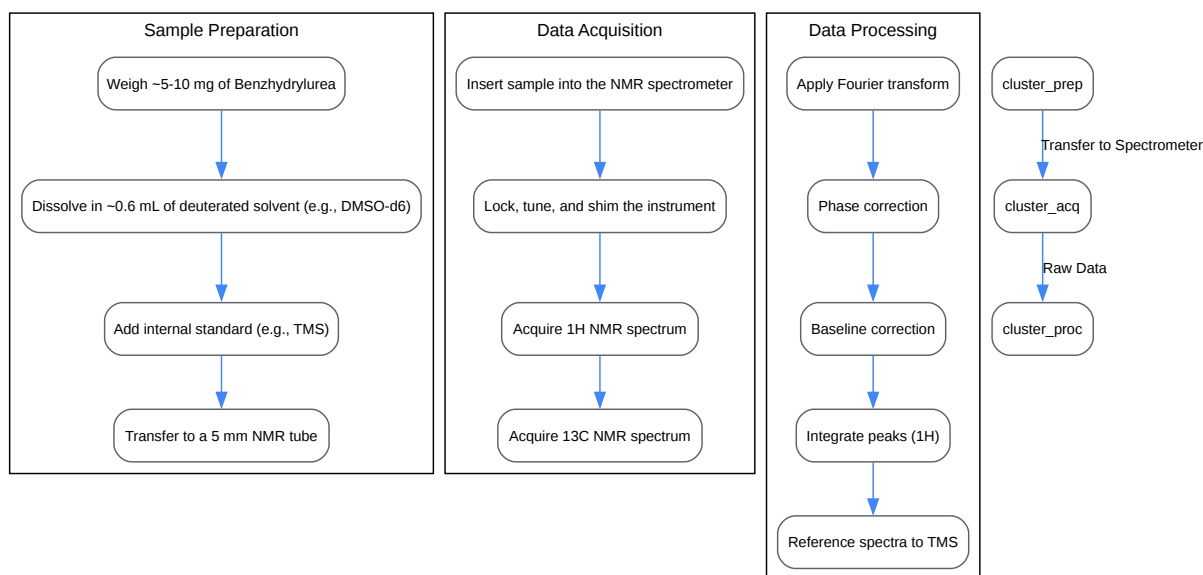 Sample Preparation
Weigh ~5-10 mg of Benzhydrylurea
Dissolve in ~0.6 mL of deuterated solvent (e.g., DMSO-d6)
Add internal standard (e.g., TMS)
Transfer to a 5 mm NMR tube
Data Acquisition
Insert sample into the NMR spectrometer
Lock, tune, and shim the instrument
Acquire 1H NMR spectrum
Acquire 13C NMR spectrum
Data Processing
Apply Fourier transform
Phase correction
Baseline correction
Integrate peaks (1H)
Reference spectra to TMS
cluster_prep
Transfer to Spectrometer
cluster_acq
Raw Data
cluster_proc